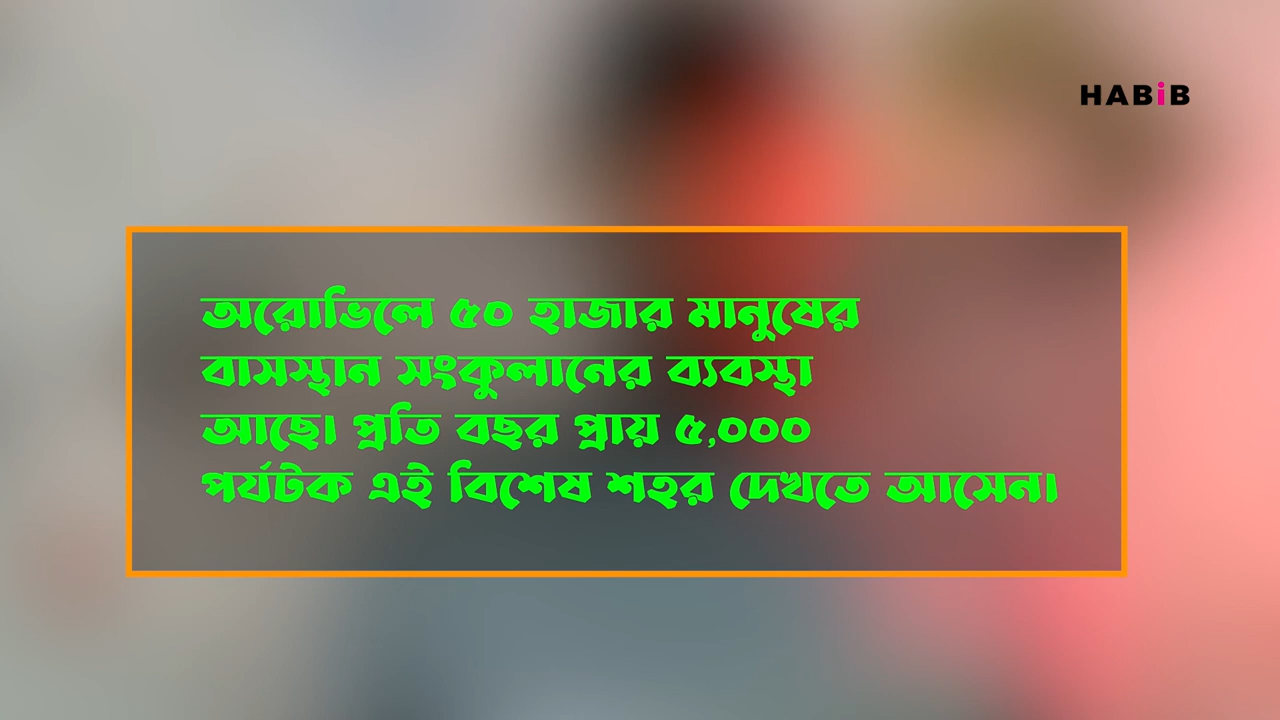 HABiB
অরোভিলে ৫০ হাজার মানুষের
বাসস্থান সংকুলানের ব্যবস্থা
আছে। প্রতি বছর প্রায় ৫,০০০
পর্যটক এই বিশেষ শহর দেখতে আসেন।